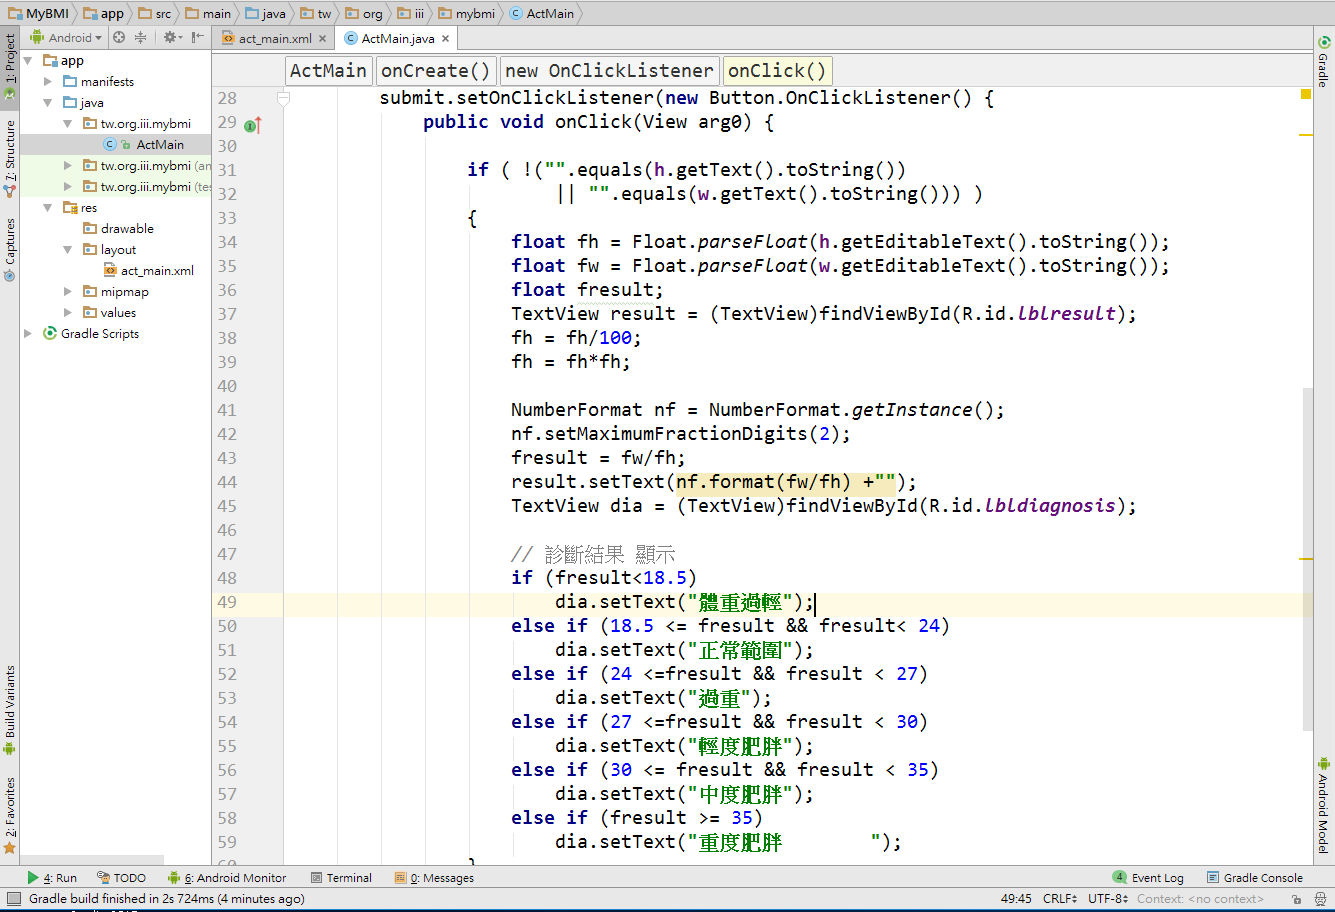 MyBMI app src main java tw org iii mybmi ActMain
Android act_main.xml ActMain.java
1: Project
7: Structure
Captures
Build Variants
2: Favorites
app
manifests
java
tw.org.iii.mybmi
ActMain
tw.org.iii.mybmi (an
tw.org.iii.mybmi (tes
res
drawable
layout
act_main.xml
mipmap
values
Gradle Scripts
ActMain onCreate() new OnClickListener onClick()
28 submit.setOnClickListener(new Button.OnClickListener() {
29 public void onClick(View arg0) {
30
31 if ( !("".equals(h.getText().toString())
32 || "".equals(w.getText().toString())) )
33 {
34 float fh = Float.parseFloat(h.getEditableText().toString());
35 float fw = Float.parseFloat(w.getEditableText().toString());
36 float fresult;
37 TextView result = (TextView)findViewById(R.id.lblresult);
38 fh = fh/100;
39 fh = fh*fh;
40
41 NumberFormat nf = NumberFormat.getInstance();
42 nf.setMaximumFractionDigits(2);
43 fresult = fw/fh;
44 result.setText(nf.format(fw/fh) +"");
45 TextView dia = (TextView)findViewById(R.id.lbldiagnosis);
46
47 // 診斷結果 顯示
48 if (fresult<18.5)
49 dia.setText("體重過輕");
50 else if (18.5 <= fresult && fresult< 24)
51 dia.setText("正常範圍");
52 else if (24 <=fresult && fresult < 27)
53 dia.setText("過重");
54 else if (27 <=fresult && fresult < 30)
55 dia.setText("輕度肥胖");
56 else if (30 <= fresult && fresult < 35)
57 dia.setText("中度肥胖");
58 else if (fresult >= 35)
59 dia.setText("重度肥胖        ");
Gradle
Android Model
4: Run TODO 6: Android Monitor Terminal 0: Messages 4 Event Log Gradle Console
Gradle build finished in 2s 724ms (4 minutes ago) 49:45 CRLF UTF-8 Context: <no context>